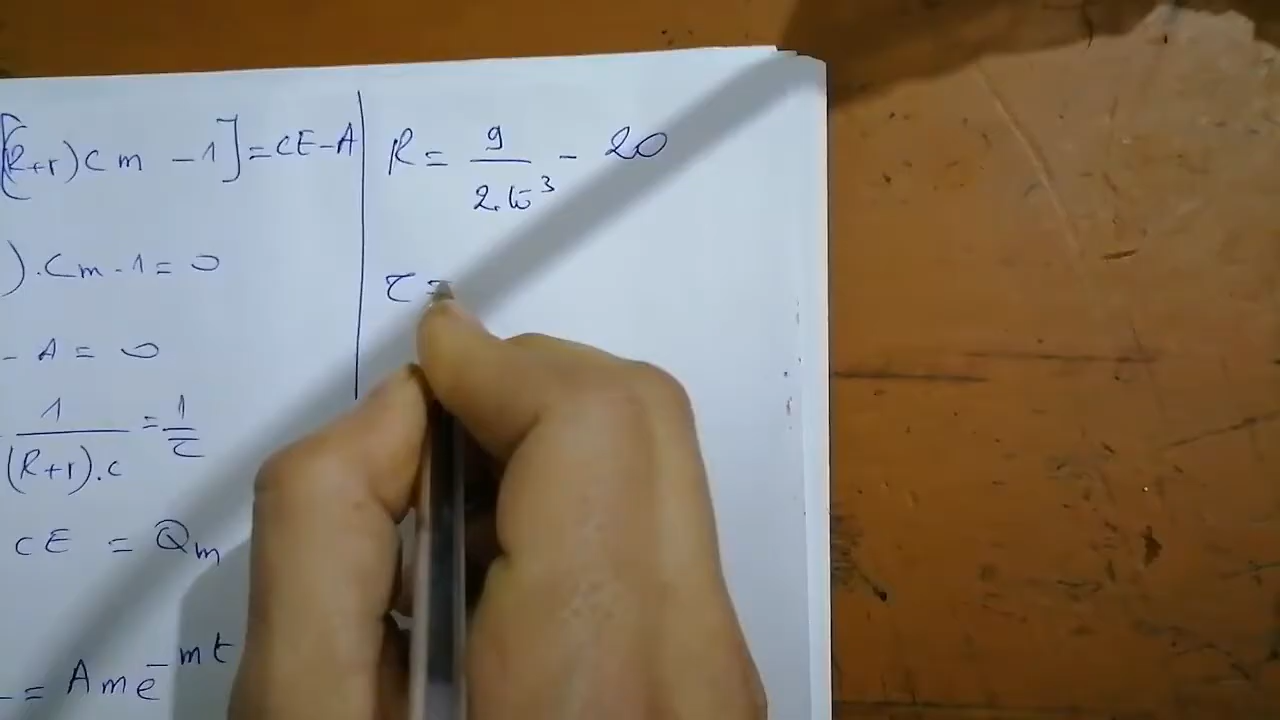 [(R+r)cm - 1] = CE - A
).Cm - 1 = 0
- A = 0
1/(R+r).c = 1/τ
CE = Qm
= Ame^-mt
R = 9/2.10^-3 - 20
τ =